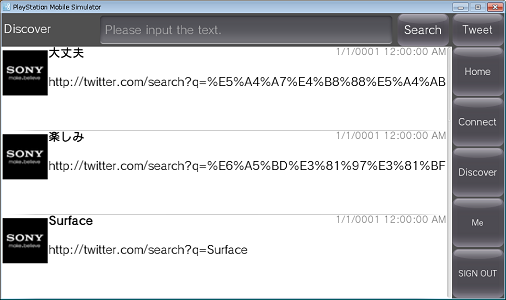 PlayStation Mobile Simulator
Discover
Please input the text.
Search
Tweet
大丈夫
1/1/0001 12:00:00 AM
SONY
make.believe
http://twitter.com/search?q=%E5%A4%A7%E4%B8%88%E5%A4%AB
Home
Connect
楽しみ
1/1/0001 12:00:00 AM
SONY
make.believe
http://twitter.com/search?q=%E6%A5%BD%E3%81%97%E3%81%BF
Discover
Me
Surface
1/1/0001 12:00:00 AM
SONY
make.believe
http://twitter.com/search?q=Surface
SIGN OUT